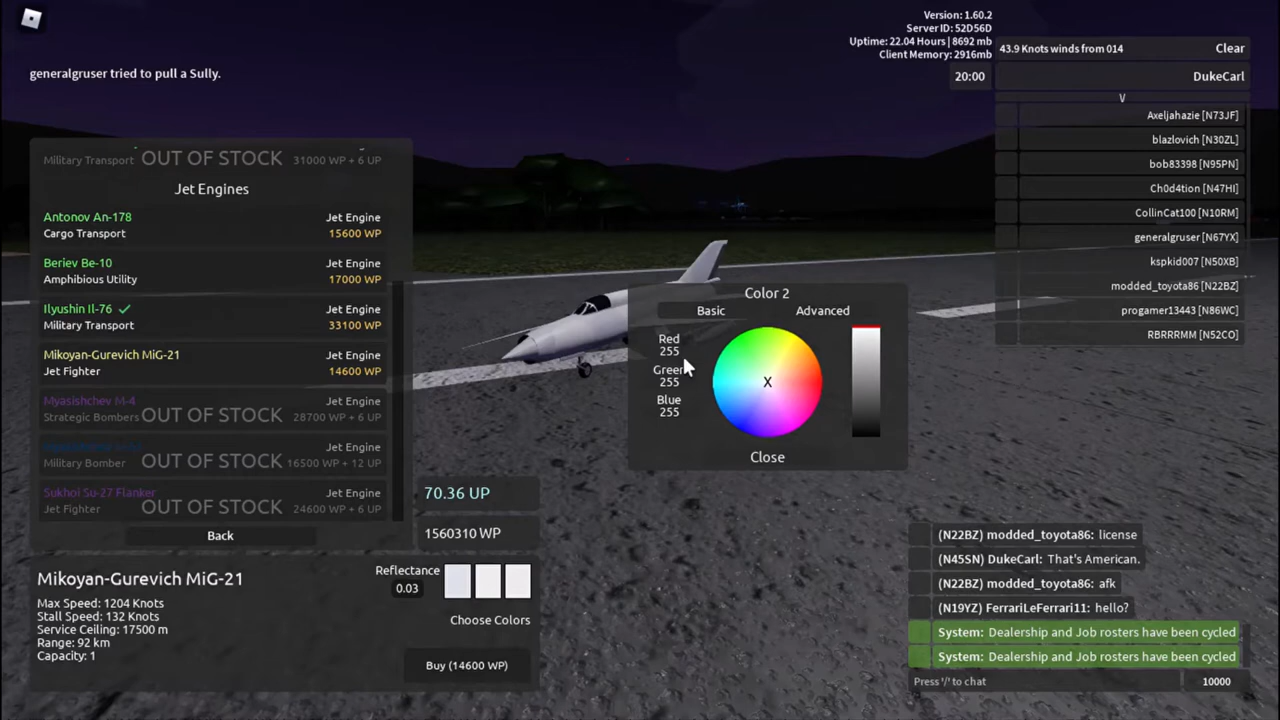 Version: 1.60.2
Server ID: 52D56D
Uptime: 22.04 Hours | 8692 mb
Client Memory: 2916mb
20:00
43.9 Knots winds from 014 Clear
DukeCarl
V
Axeljahazie [N73JF]
blazlovich [N30ZL]
bob83398 [N95PN]
Ch0d4tion [N47HI]
CollinCat100 [N10RM]
generalgruser [N67YX]
kspkid007 [N50XB]
modded_toyota86 [N22BZ]
progamer13443 [N86WC]
RBRRRMM [N52CO]
generalgruser tried to pull a Sully.
Military Transport OUT OF STOCK 31000 WP + 6 UP
Jet Engines
Antonov An-178 Jet Engine
Cargo Transport 15600 WP
Beriev Be-10 Jet Engine
Amphibious Utility 17000 WP
Ilyushin Il-76 ✓ Jet Engine
Military Transport 33100 WP
Mikoyan-Gurevich MiG-21 Jet Engine
Jet Fighter 14600 WP
Myasishchev M-4 Jet Engine
Strategic Bombers OUT OF STOCK 28700 WP + 6 UP
Jet Engine
Military Bomber OUT OF STOCK 16500 WP + 12 UP
Sukhoi Su-27 Flanker Jet Engine
Jet Fighter OUT OF STOCK 24600 WP + 6 UP
Back
70.36 UP
1560310 WP
Color 2
Basic Advanced
Red
255
Green
255
Blue
255
X
Close
Mikoyan-Gurevich MiG-21
Max Speed: 1204 Knots
Stall Speed: 132 Knots
Service Ceiling: 17500 m
Range: 92 km
Capacity: 1
Reflectance
0.03
Choose Colors
Buy (14600 WP)
(N22BZ) modded_toyota86: license
(N45SN) DukeCarl: That's American.
(N22BZ) modded_toyota86: afk
(N19YZ) FerrariLeFerrari11: hello?
System: Dealership and Job rosters have been cycled
System: Dealership and Job rosters have been cycled
Press '/' to chat 10000